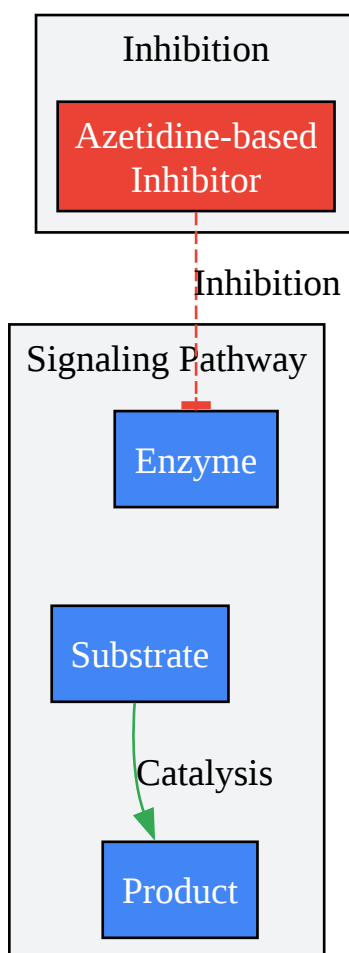 Inhibition
Azetidine-based
Inhibitor
Inhibition
Signaling Pathway
Enzyme
Substrate
Catalysis
Product